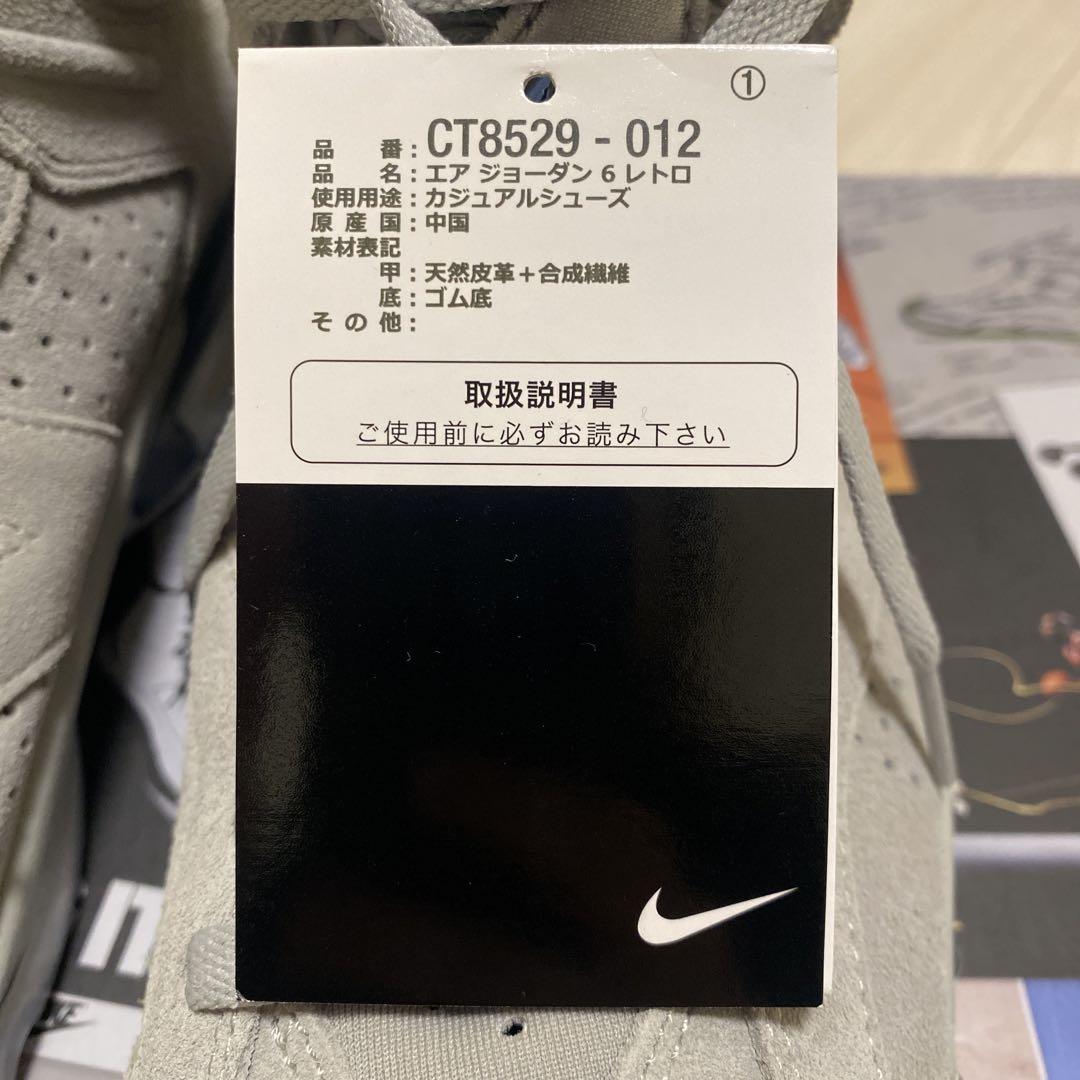 ①
品番：CT8529 - 012
品名：エア ジョーダン 6 レトロ
使用用途：カジュアルシューズ
原産国：中国
素材表記
甲：天然皮革＋合成繊維
底：ゴム底
その他：
取扱説明書
ご使用前に必ずお読み下さい